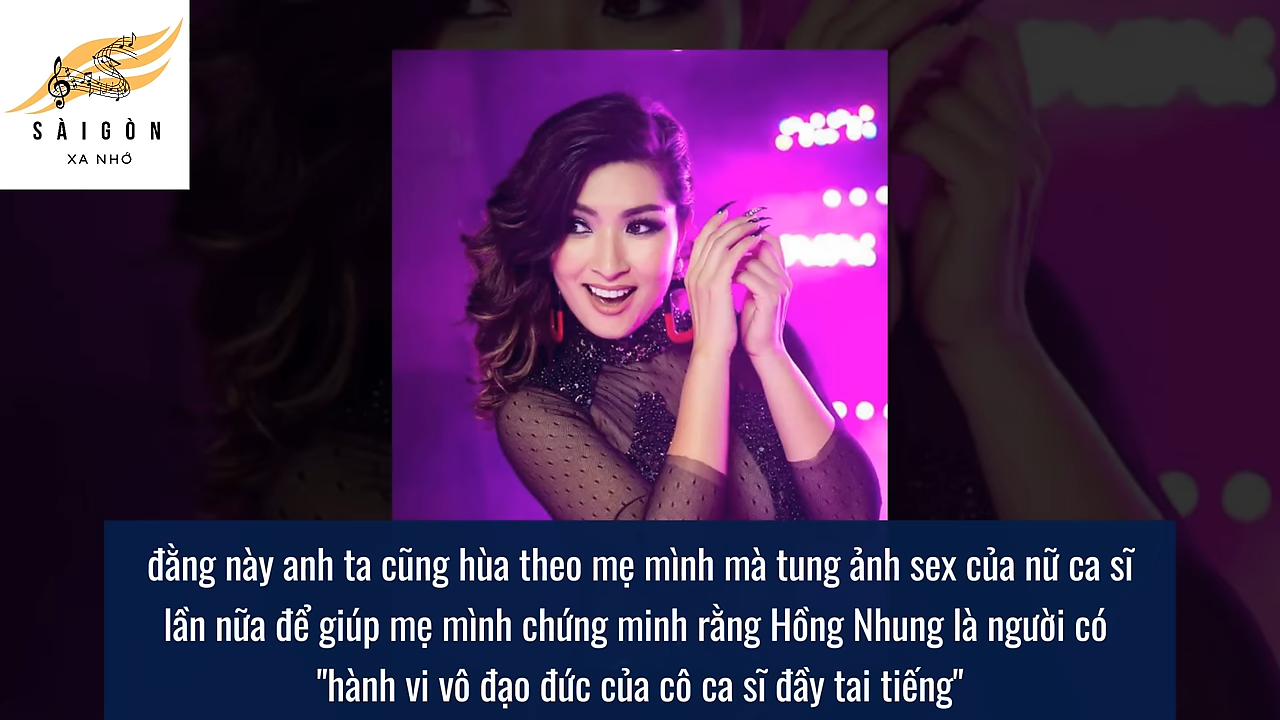 SÀIGÒN
XA NHỚ
đằng này anh ta cũng hùa theo mẹ mình mà tung ảnh sex của nữ ca sĩ
lần nữa để giúp mẹ mình chứng minh rằng Hồng Nhung là người có
"hành vi vô đạo đức của cô ca sĩ đầy tai tiếng"